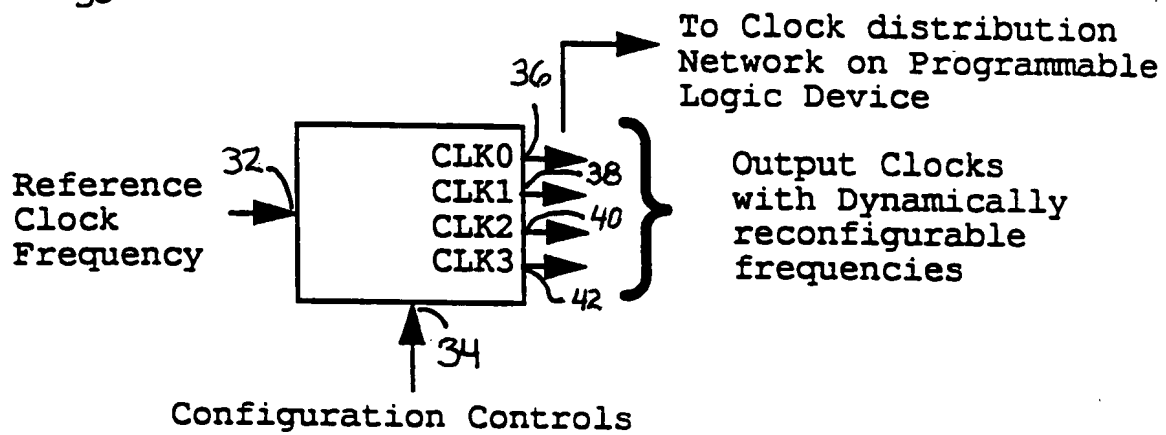 To Clock distribution
Network on Programmable
Logic Device
36
32
CLK0
38
CLK1
40
CLK2
CLK3
42
Reference
Clock
Frequency
Output Clocks
with Dynamically
reconfigurable
frequencies
34
Configuration Controls